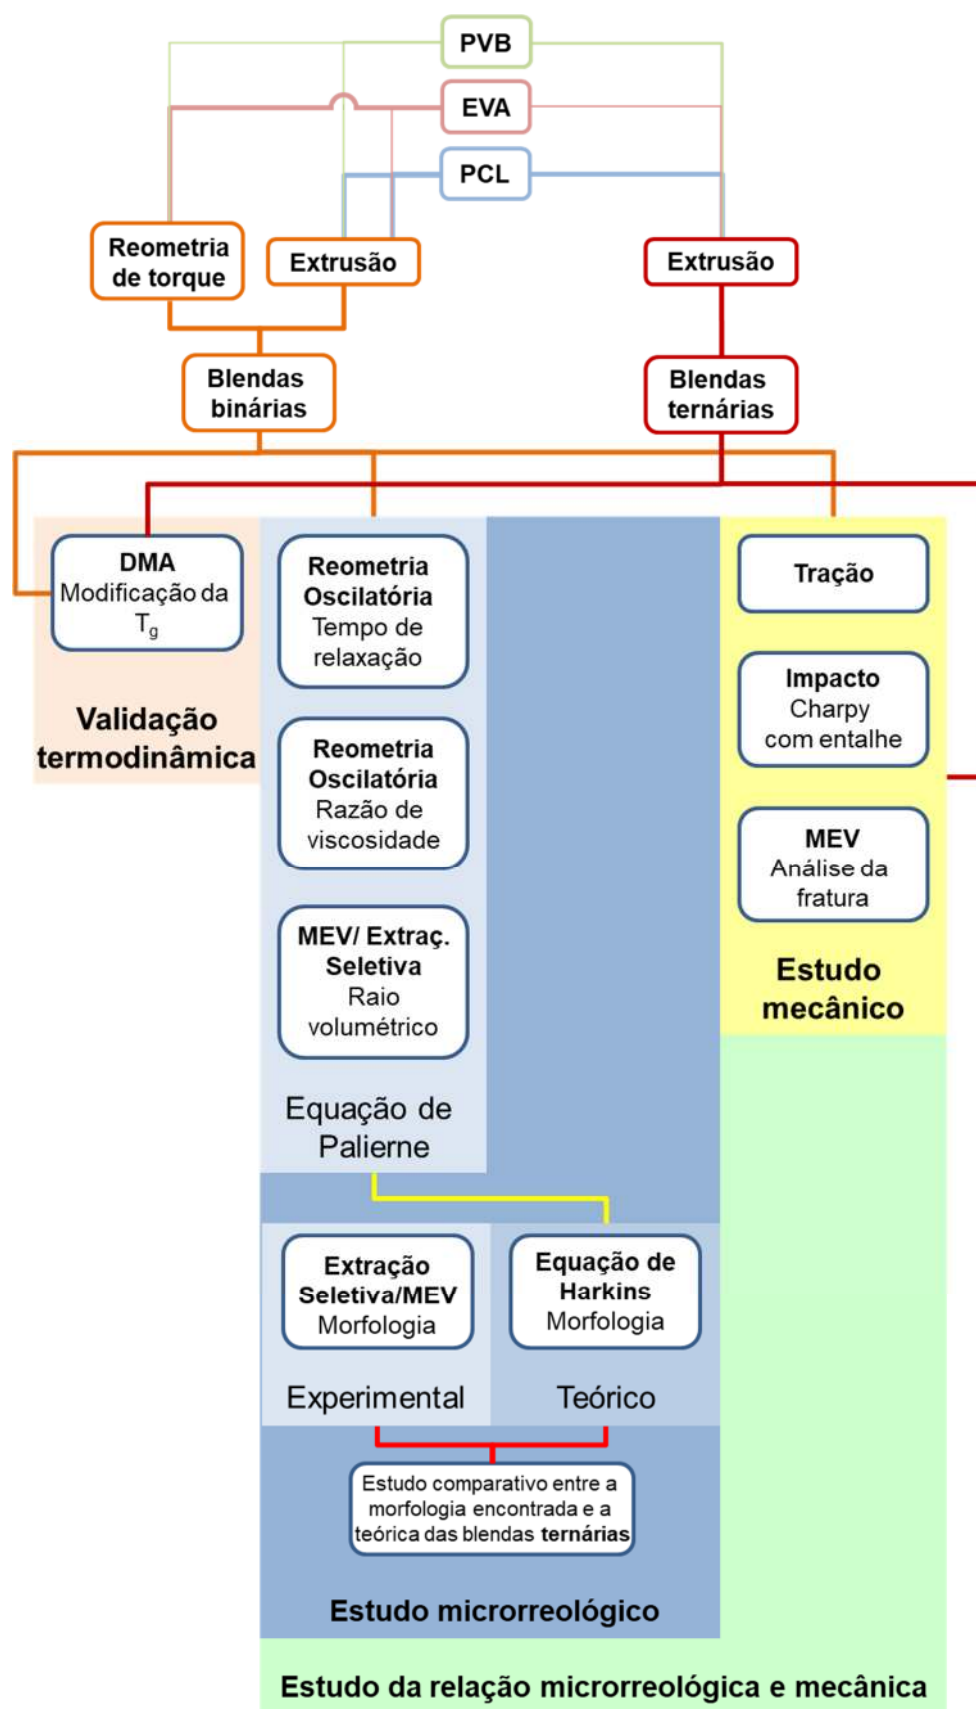 PVB
EVA
PCL
Reometria
de torque
Extrusão
Extrusão
Blendas
binárias
Blendas
ternárias
DMA
Modificação da
Tg
Validação
termodinâmica
Reometria
Oscilatória
Tempo de
relaxação
Reometria
Oscilatória
Razão de
viscosidade
MEV/ Extraç.
Seletiva
Raio
volumétrico
Equação de
Palierne
Tração
Impacto
Charpy
com entalhe
MEV
Análise da
fratura
Estudo
mecânico
Extração
Seletiva/MEV
Morfologia
Experimental
Equação de
Harkins
Morfologia
Teórico
Estudo comparativo entre a
morfologia encontrada e a
teórica das blendas ternárias
Estudo microrreológico
Estudo da relação microrreológica e mecânica